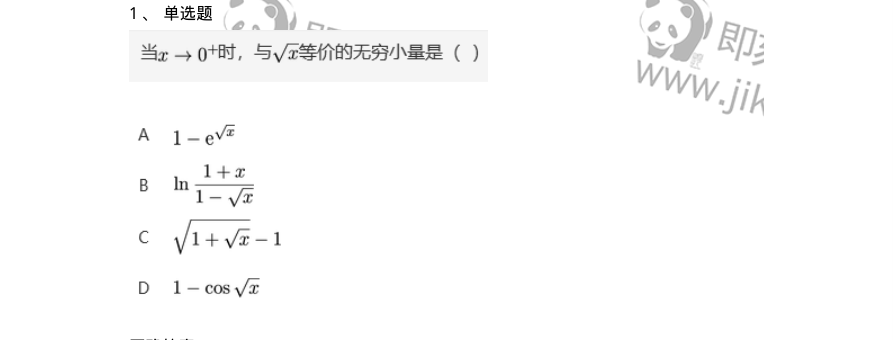 1、 单选题
当x → 0⁺时，与√x等价的无穷小量是（ ）
即
www.jik
A 1 − e^{√x}
B ln (1 + x)/(1 − √x)
C √(1 + √x) − 1
D 1 − cos √x